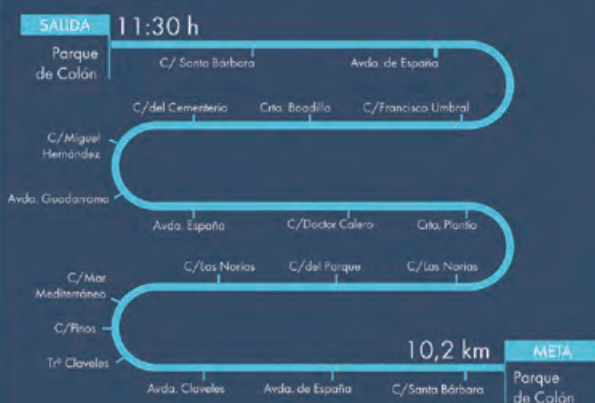 SALIDA 11:30 h
Parque
de Colón
C/ Santa Bárbara Avda. de España
C/del Cementerio Crta. Boadilla C/Francisco Umbral
C/Miguel
Hernández
Avda. Guadarrama
Avda. España C/Doctor Calero Crta. Plantío
C/Las Norias C/del Parque C/Las Norias
C/Mar
Mediterráneo
C/Pinos
Trª Claveles
10,2 km META
Avda. Claveles Avda. de España C/Santa Bárbara
Parque
de Colón